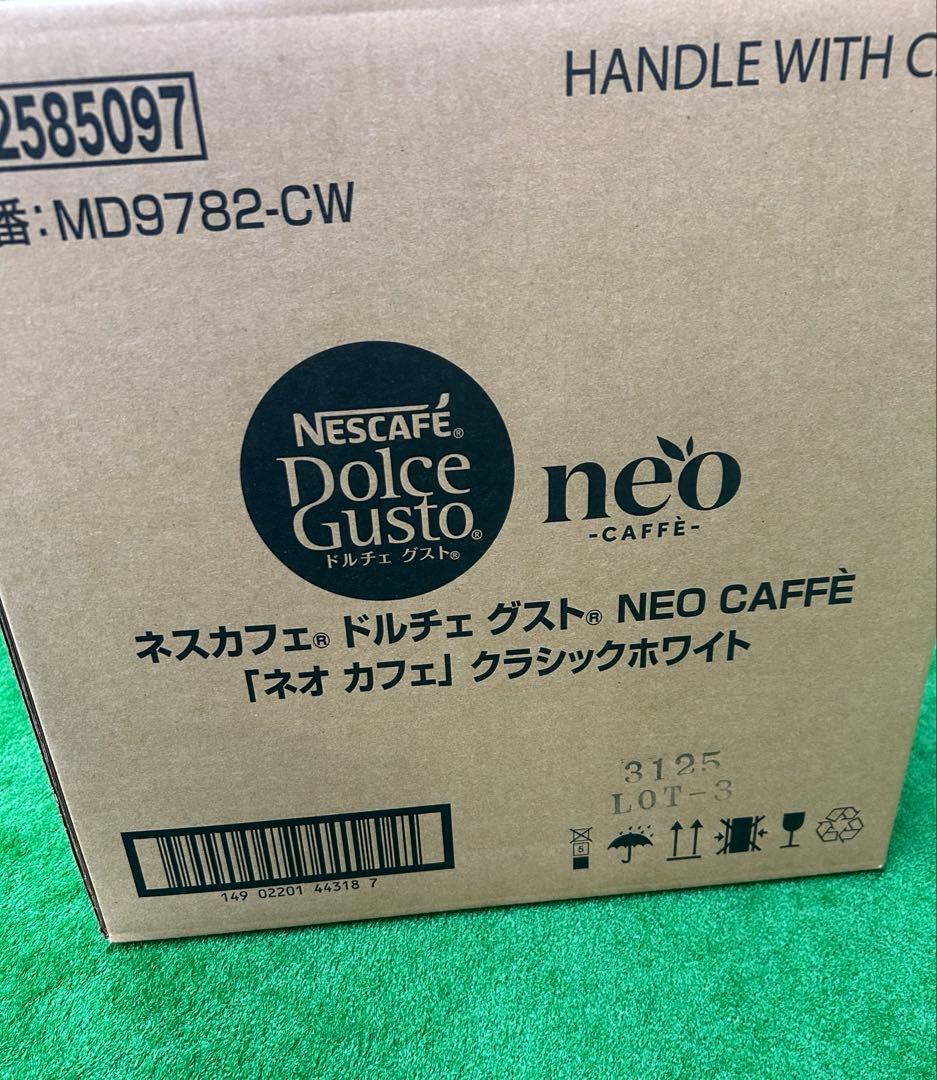 HANDLE WITH C
2585097
番:MD9782-CW
NESCAFÉ®
Dolce
Gusto®
ドルチェ グスト®
neo
-CAFFÈ-
ネスカフェ® ドルチェ グスト® NEO CAFFÈ
「ネオ カフェ」クラシックホワイト
3125
LOT-3
5
149 02201 44318 7